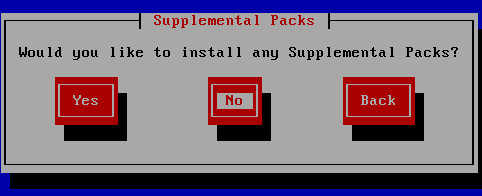 Supplemental Packs
Would you like to install any Supplemental Packs?
Yes No Back